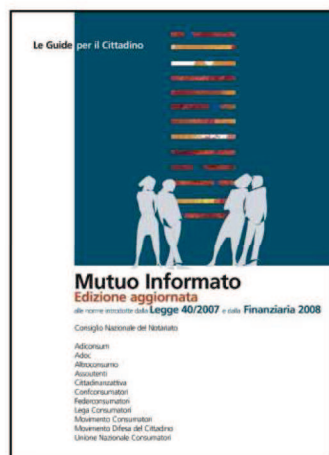 Le Guide per il Cittadino
Mutuo Informato
Edizione aggiornata
alle norme introdotte dalla Legge 40/2007 e dalla Finanziaria 2008
Consiglio Nazionale del Notariato
Adiconsum
Adoc
Altroconsumo
Assoutenti
Cittadinanzattiva
Confconsumatori
Federconsumatori
Lega Consumatori
Movimento Consumatori
Movimento Difesa del Cittadino
Unione Nazionale Consumatori